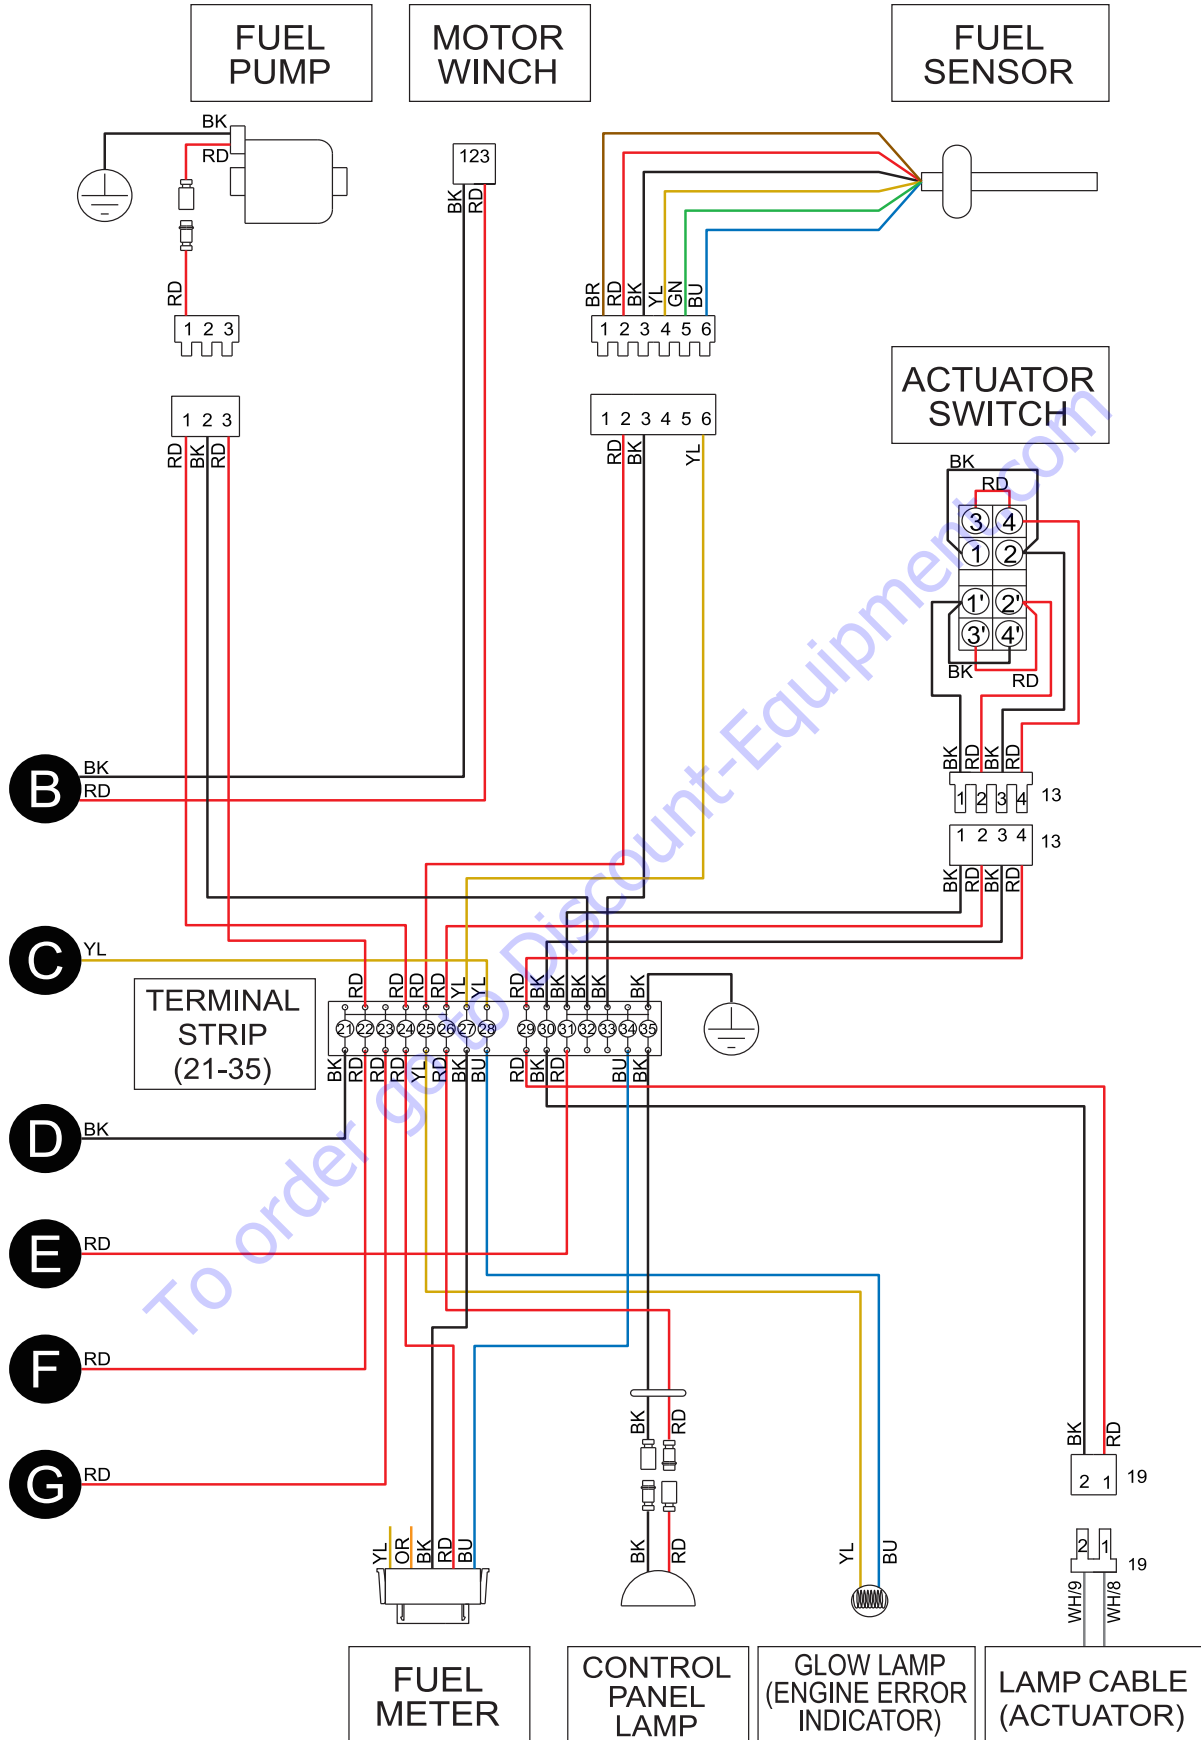 FUEL
PUMP
MOTOR
WINCH
FUEL
SENSOR
BK
RD
123
BK
RD
RD
BR
RD
BK
YL
GN
BU
1 2 3
1 2 3 4 5 6
ACTUATOR
SWITCH
1 2 3
1 2 3 4 5 6
RD
BK
RD
RD
BK
YL
BK
RD
3 4
1 2
1' 2'
3' 4'
BK
RD
BK
RD
BK
RD
B
BK
RD
1 2 3 4 13
1 2 3 4 13
BK
RD
BK
RD
C
YL
TERMINAL
STRIP
(21-35)
RD
RD
RD
RD
YL
YL
RD
BK
BK
BK
BK
BK
21 22 23 24 25 26 27 28 29 30 31 32 33 34 35
BK
RD
RD
RD
YL
RD
BK
BU
RD
BK
RD
BU
BK
D
BK
E
RD
F
RD
G
RD
BK
RD
BK
RD
2 1 19
YL
OR
BK
RD
BU
BK
RD
YL
BU
2 1 19
WH/9
WH/8
FUEL
METER
CONTROL
PANEL
LAMP
GLOW LAMP
(ENGINE ERROR
INDICATOR)
LAMP CABLE
(ACTUATOR)
To order go to Discount-Equipment.com